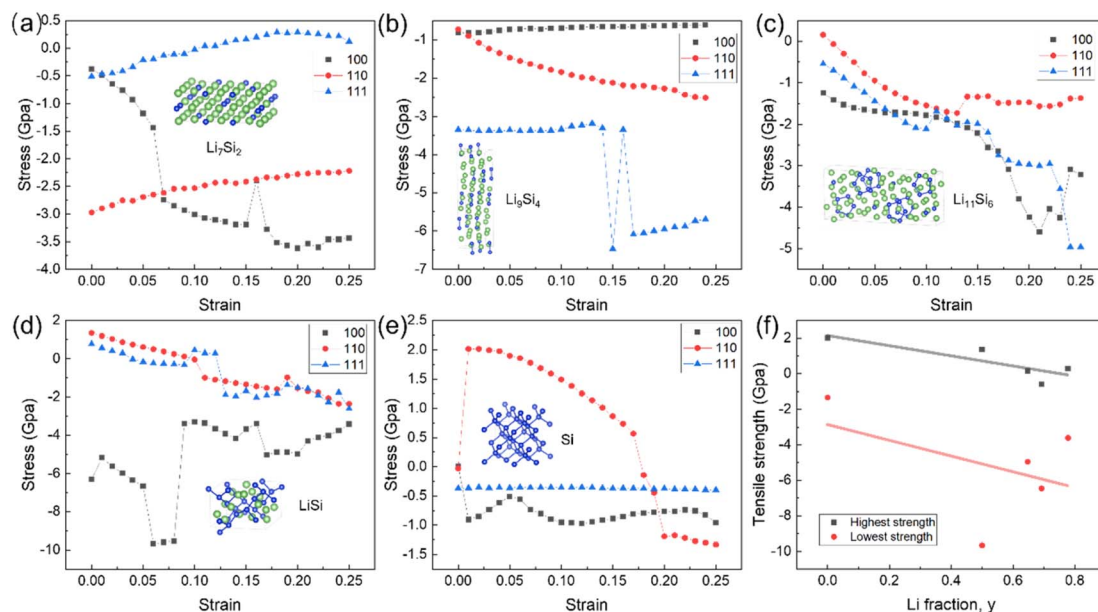 (a)
0.5
0.0
-0.5
-1.0
-1.5
-2.0
-2.5
-3.0
-3.5
-4.0
Stress (Gpa)
100
110
111
Li₇Si₂
0.00 0.05 0.10 0.15 0.20 0.25
Strain
(b)
-1
-2
-3
-4
-5
-6
-7
Stress (Gpa)
100
110
111
Li₉Si₄
0.00 0.05 0.10 0.15 0.20 0.25
Strain
(c)
0
-1
-2
-3
-4
-5
Stress (Gpa)
100
110
111
Li₁₁Si₆
0.00 0.05 0.10 0.15 0.20 0.25
Strain
(d)
2
0
-2
-4
-6
-8
-10
Stress (Gpa)
100
110
111
LiSi
0.00 0.05 0.10 0.15 0.20 0.25
Strain
(e)
2.5
2.0
1.5
1.0
0.5
0.0
-0.5
-1.0
-1.5
Stress (Gpa)
100
110
111
Si
0.00 0.05 0.10 0.15 0.20 0.25
Strain
(f)
2
0
-2
-4
-6
-8
-10
Tensile strength (Gpa)
Highest strength
Lowest strength
0.0 0.2 0.4 0.6 0.8
Li fraction, y